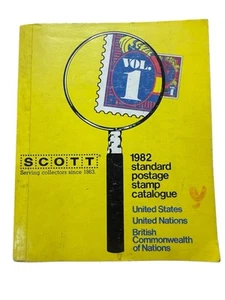 VOL.
1
SCOTT
Serving collectors since 1863.
1982
standard
postage
stamp
catalogue
United States
United Nations
British
Commonwealth
of Nations